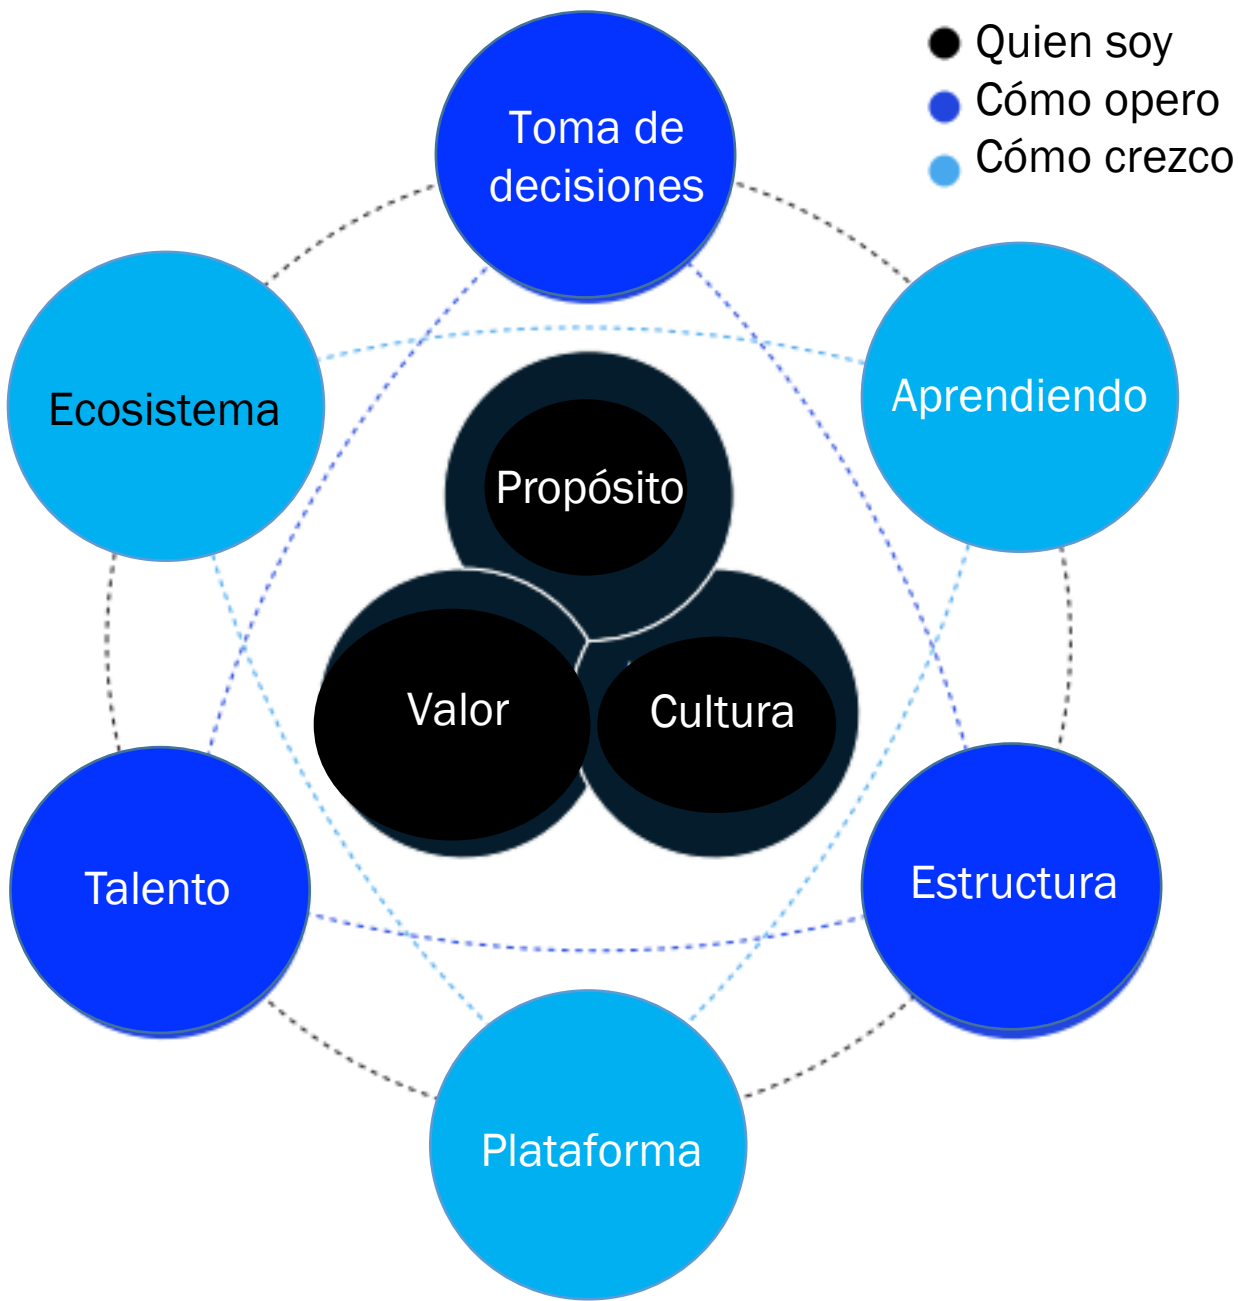 Quien soy
Cómo opero
Cómo crezco
Toma de
decisiones
Ecosistema
Aprendiendo
Propósito
Valor
Cultura
Talento
Estructura
Plataforma